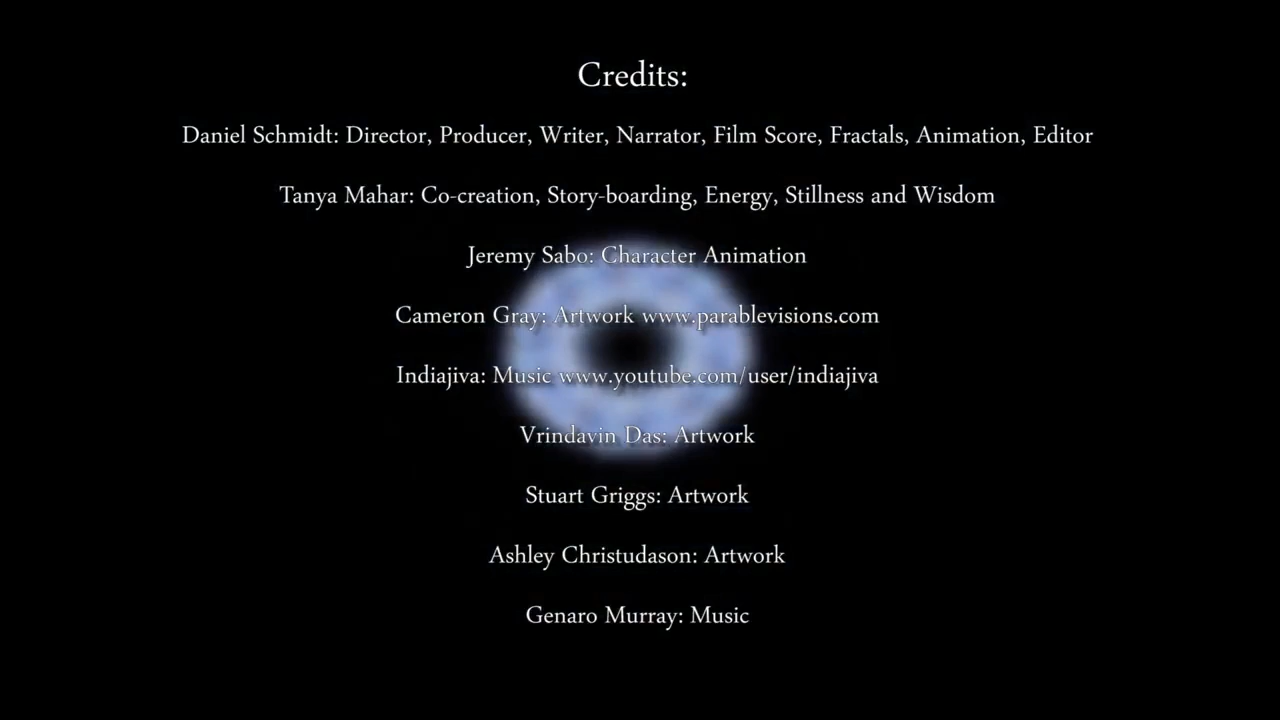 Credits:
Daniel Schmidt: Director, Producer, Writer, Narrator, Film Score, Fractals, Animation, Editor
Tanya Mahar: Co-creation, Story-boarding, Energy, Stillness and Wisdom
Jeremy Sabo: Character Animation
Cameron Gray: Artwork www.parablevisions.com
Indiajiva: Music www.youtube.com/user/indiajiva
Vrindavin Das: Artwork
Stuart Griggs: Artwork
Ashley Christudason: Artwork
Genaro Murray: Music